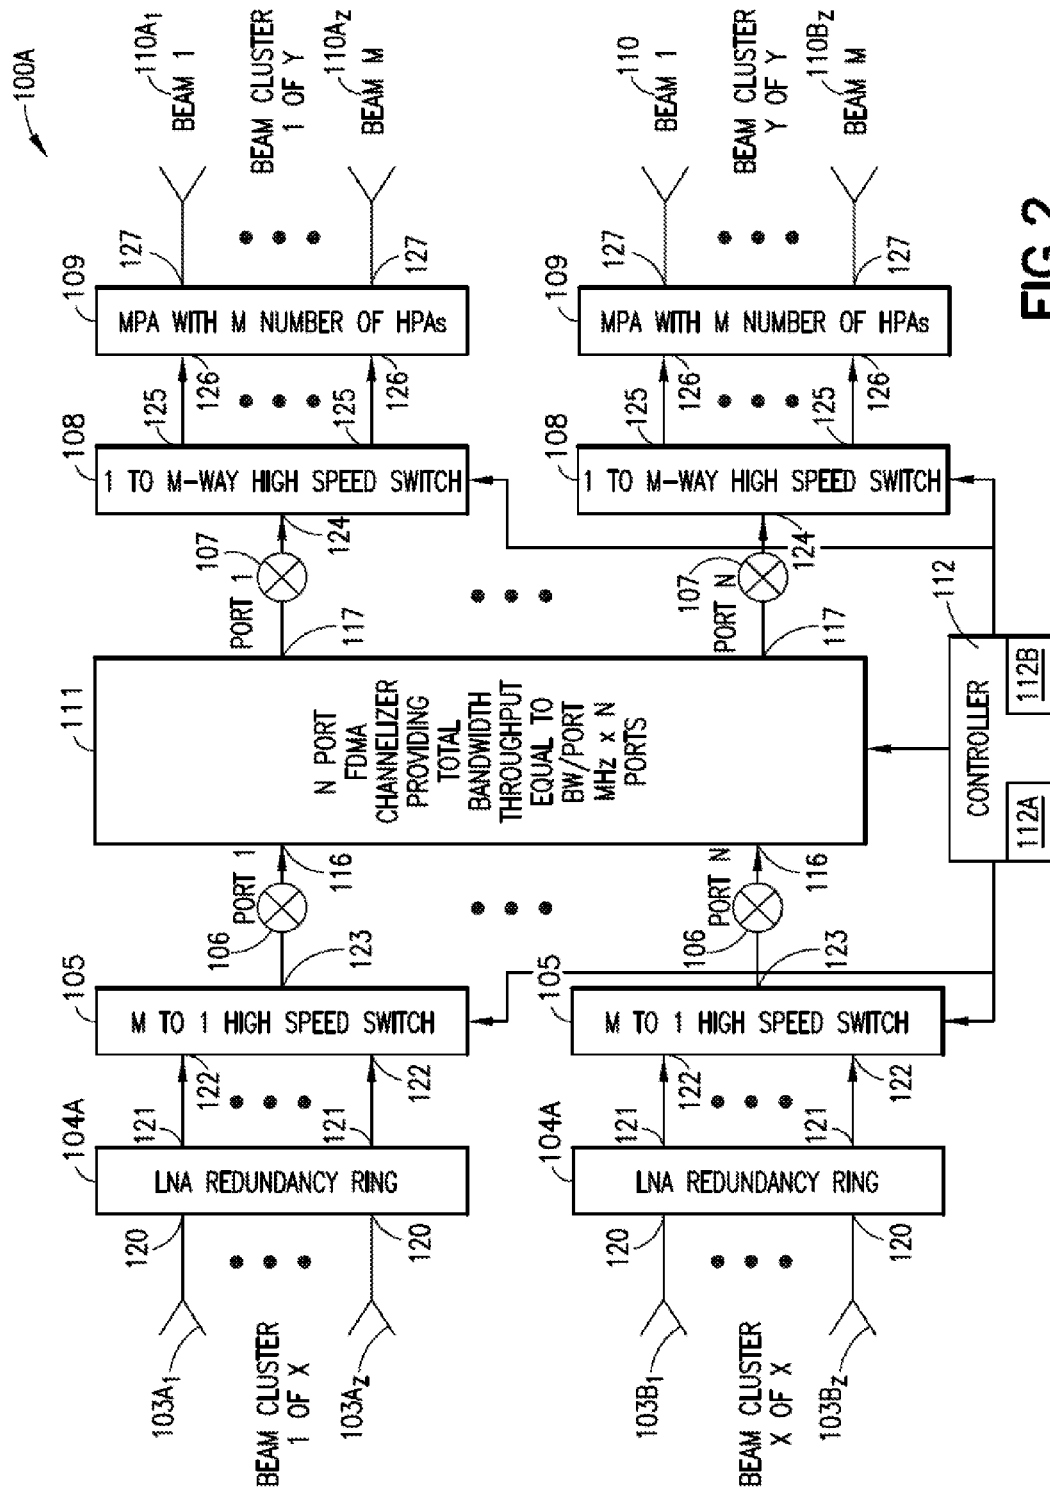 100A
103A1
BEAM CLUSTER
1 OF X
103Az
120
120
104A
LNA REDUNDANCY RING
121
121
122
122
105
M TO 1 HIGH SPEED SWITCH
123
106
PORT 1
116
111
N PORT
FDMA
CHANNELIZER
PROVIDING
TOTAL
BANDWIDTH
THROUGHPUT
EQUAL TO
BW/PORT
MHz x N
PORTS
117
PORT 1
107
124
108
1 TO M-WAY HIGH SPEED SWITCH
125
125
126
126
109
MPA WITH M NUMBER OF HPAs
127
127
110A1
BEAM 1
BEAM CLUSTER
1 OF Y
110Az
BEAM M
103B1
BEAM CLUSTER
X OF X
103Bz
120
120
104A
LNA REDUNDANCY RING
121
121
122
122
105
M TO 1 HIGH SPEED SWITCH
123
106
PORT N
116
117
PORT N
107
124
108
1 TO M-WAY HIGH SPEED SWITCH
125
125
126
126
109
MPA WITH M NUMBER OF HPAs
127
127
110
BEAM 1
BEAM CLUSTER
Y OF Y
110Bz
BEAM M
112
CONTROLLER
112A
112B
FIG.2